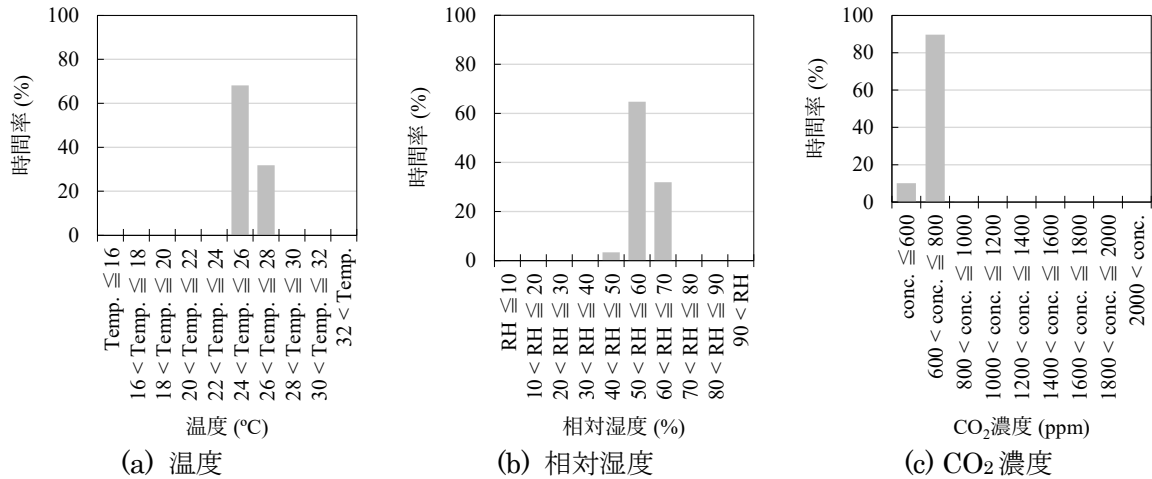 100
80
60
40
20
0
時間率 (%)
Temp. ≦ 16
16 < Temp. ≦ 18
18 < Temp. ≦ 20
20 < Temp. ≦ 22
22 < Temp. ≦ 24
24 < Temp. ≦ 26
26 < Temp. ≦ 28
28 < Temp. ≦ 30
30 < Temp. ≦ 32
32 < Temp.
温度 (ºC)
(a) 温度
100
80
60
40
20
0
時間率 (%)
RH ≦ 10
10 < RH ≦ 20
20 < RH ≦ 30
30 < RH ≦ 40
40 < RH ≦ 50
50 < RH ≦ 60
60 < RH ≦ 70
70 < RH ≦ 80
80 < RH ≦ 90
90 < RH
相対湿度 (%)
(b) 相対湿度
100
80
60
40
20
0
時間率 (%)
conc. ≦ 600
600 < conc. ≦ 800
800 < conc. ≦ 1000
1000 < conc. ≦ 1200
1200 < conc. ≦ 1400
1400 < conc. ≦ 1600
1600 < conc. ≦ 1800
1800 < conc. ≦ 2000
2000 < conc.
CO₂濃度 (ppm)
(c) CO₂ 濃度